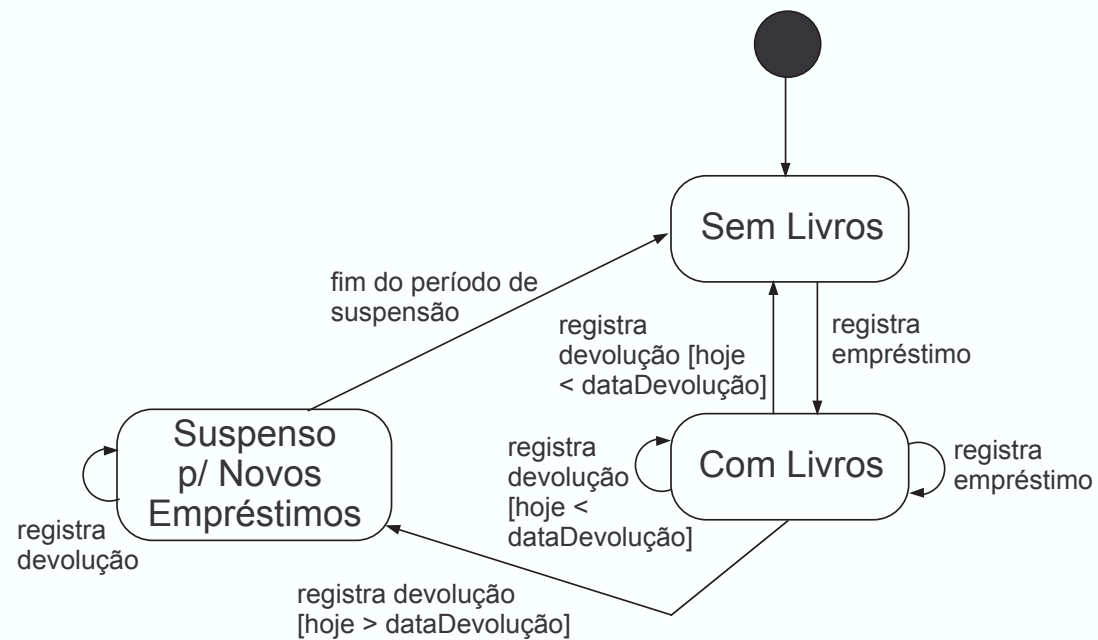 Sem Livros
fim do período de
suspensão
registra
devolução [hoje
< dataDevolução]
registra
empréstimo
Suspenso
p/ Novos
Empréstimos
registra
devolução
[hoje <
dataDevolução]
Com Livros
registra
empréstimo
registra
devolução
registra devolução
[hoje > dataDevolução]